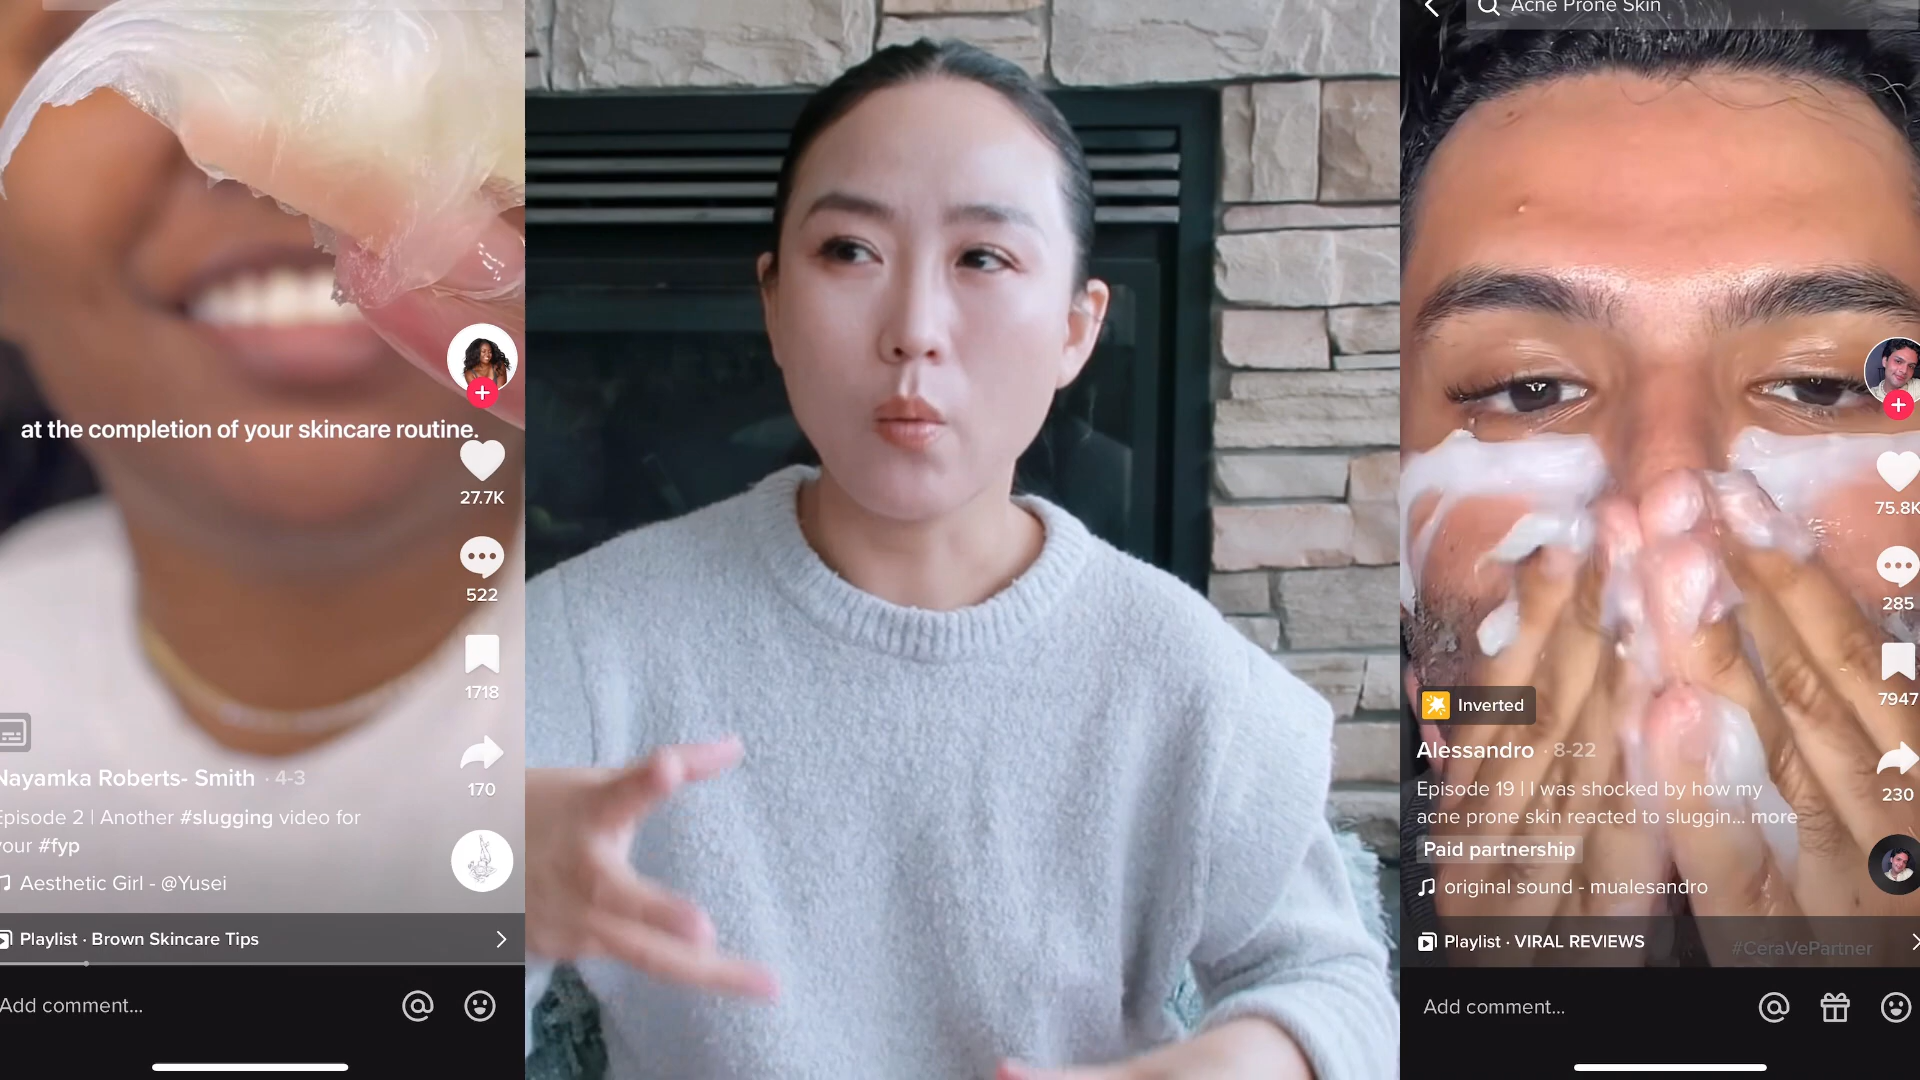 at the completion of your skincare routine.
27.7K
522
1718
170
Nayamka Roberts- Smith · 4-3
Episode 2 | Another #slugging video for
your #fyp
Aesthetic Girl - @Yusei
Playlist · Brown Skincare Tips
Add comment...
Acne Prone Skin
75.8K
285
7947
230
Inverted
Alessandro · 8-22
Episode 19 | I was shocked by how my
acne prone skin reacted to sluggin... more
Paid partnership
original sound - mualesandro
Playlist · VIRAL REVIEWS
#CeraVePartner
Add comment...